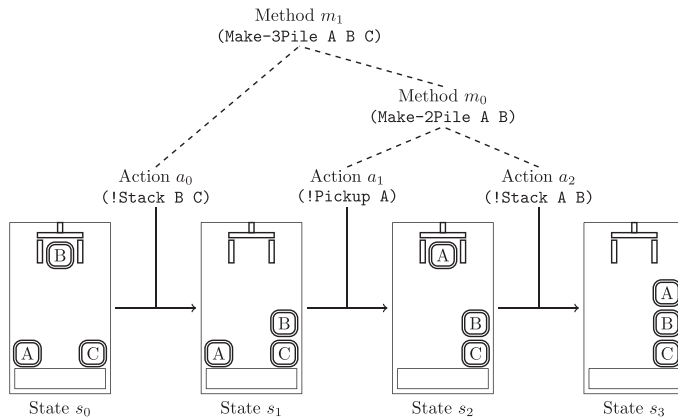 Method m₁
(Make-3Pile A B C)
Method m₀
(Make-2Pile A B)
Action a₀
(!Stack B C)
Action a₁
(!Pickup A)
Action a₂
(!Stack A B)
B
A
C
A
B
C
A
B
C
A
B
C
State s₀
State s₁
State s₂
State s₃